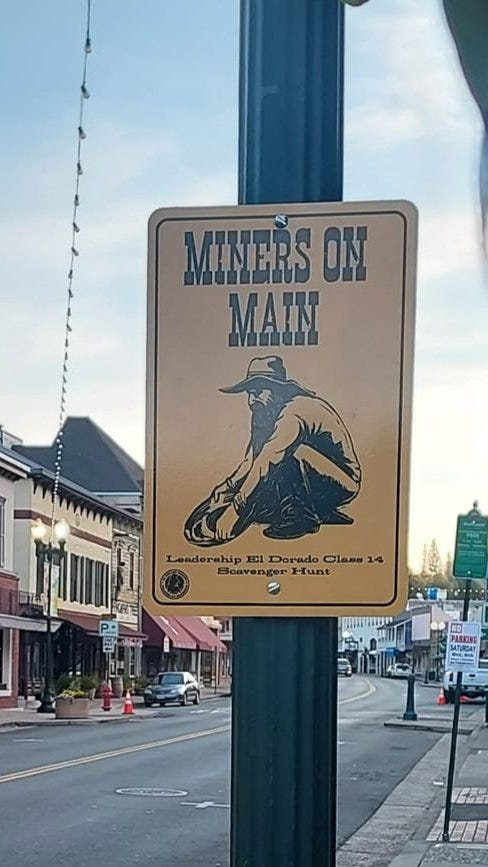 MINERS ON
MAIN
Leadership El Dorado Class 14
Scavenger Hunt
NO
PARKING
SATURDAY
P